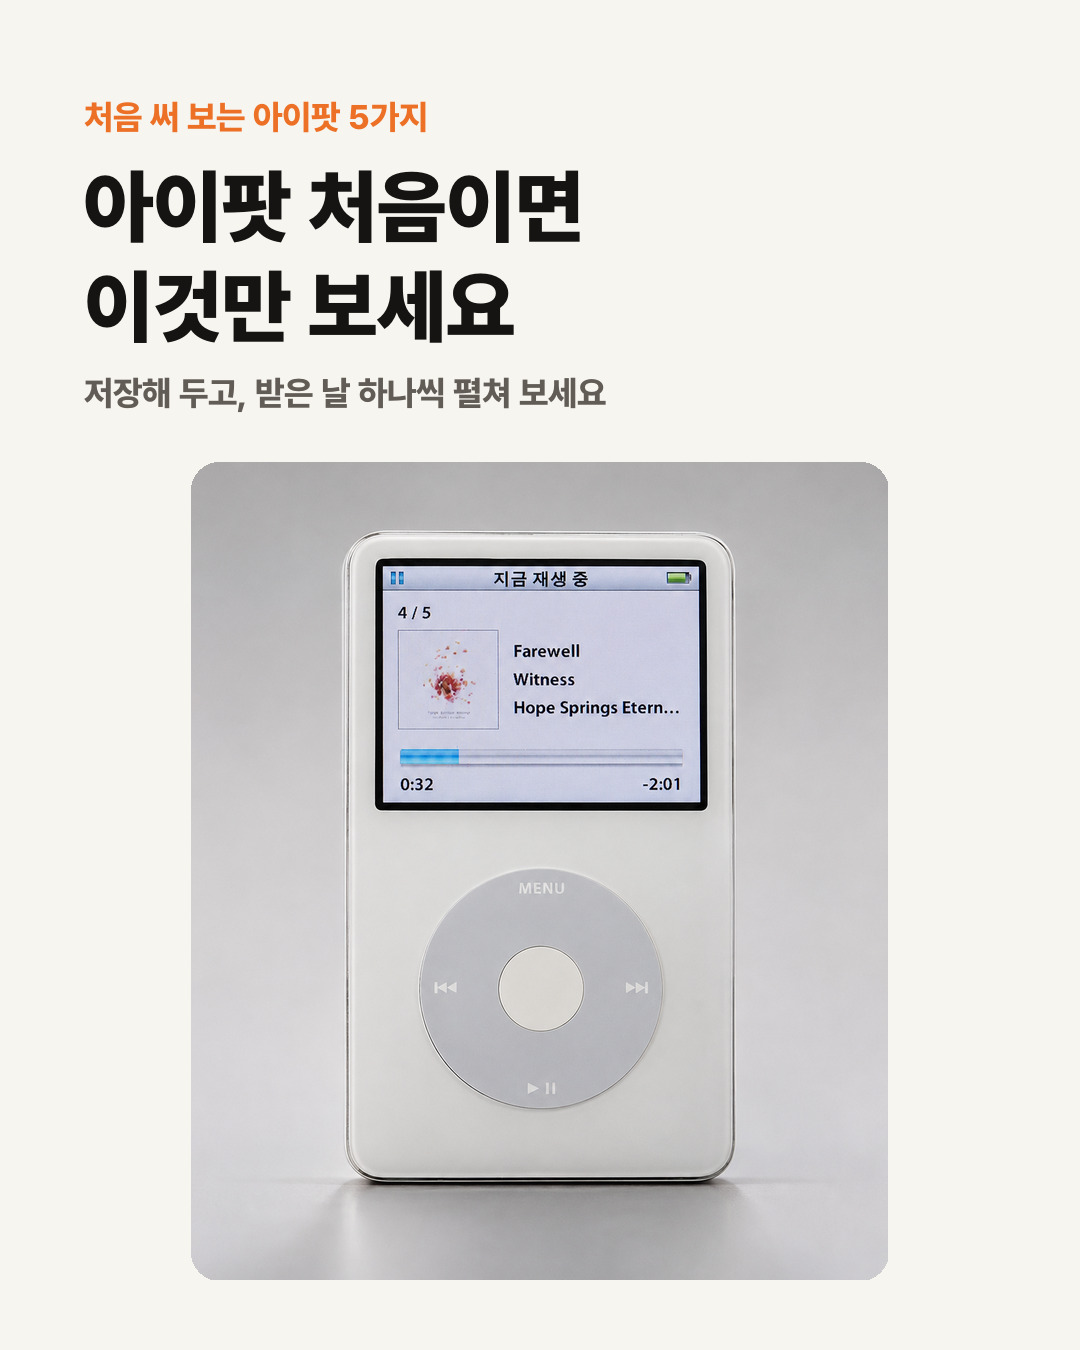 처음 써 보는 아이팟 5가지
아이팟 처음이면
이것만 보세요
저장해 두고, 받은 날 하나씩 펼쳐 보세요
지금 재생 중
4 / 5
Farewell
Witness
Hope Springs Etern...
0:32
-2:01
MENU